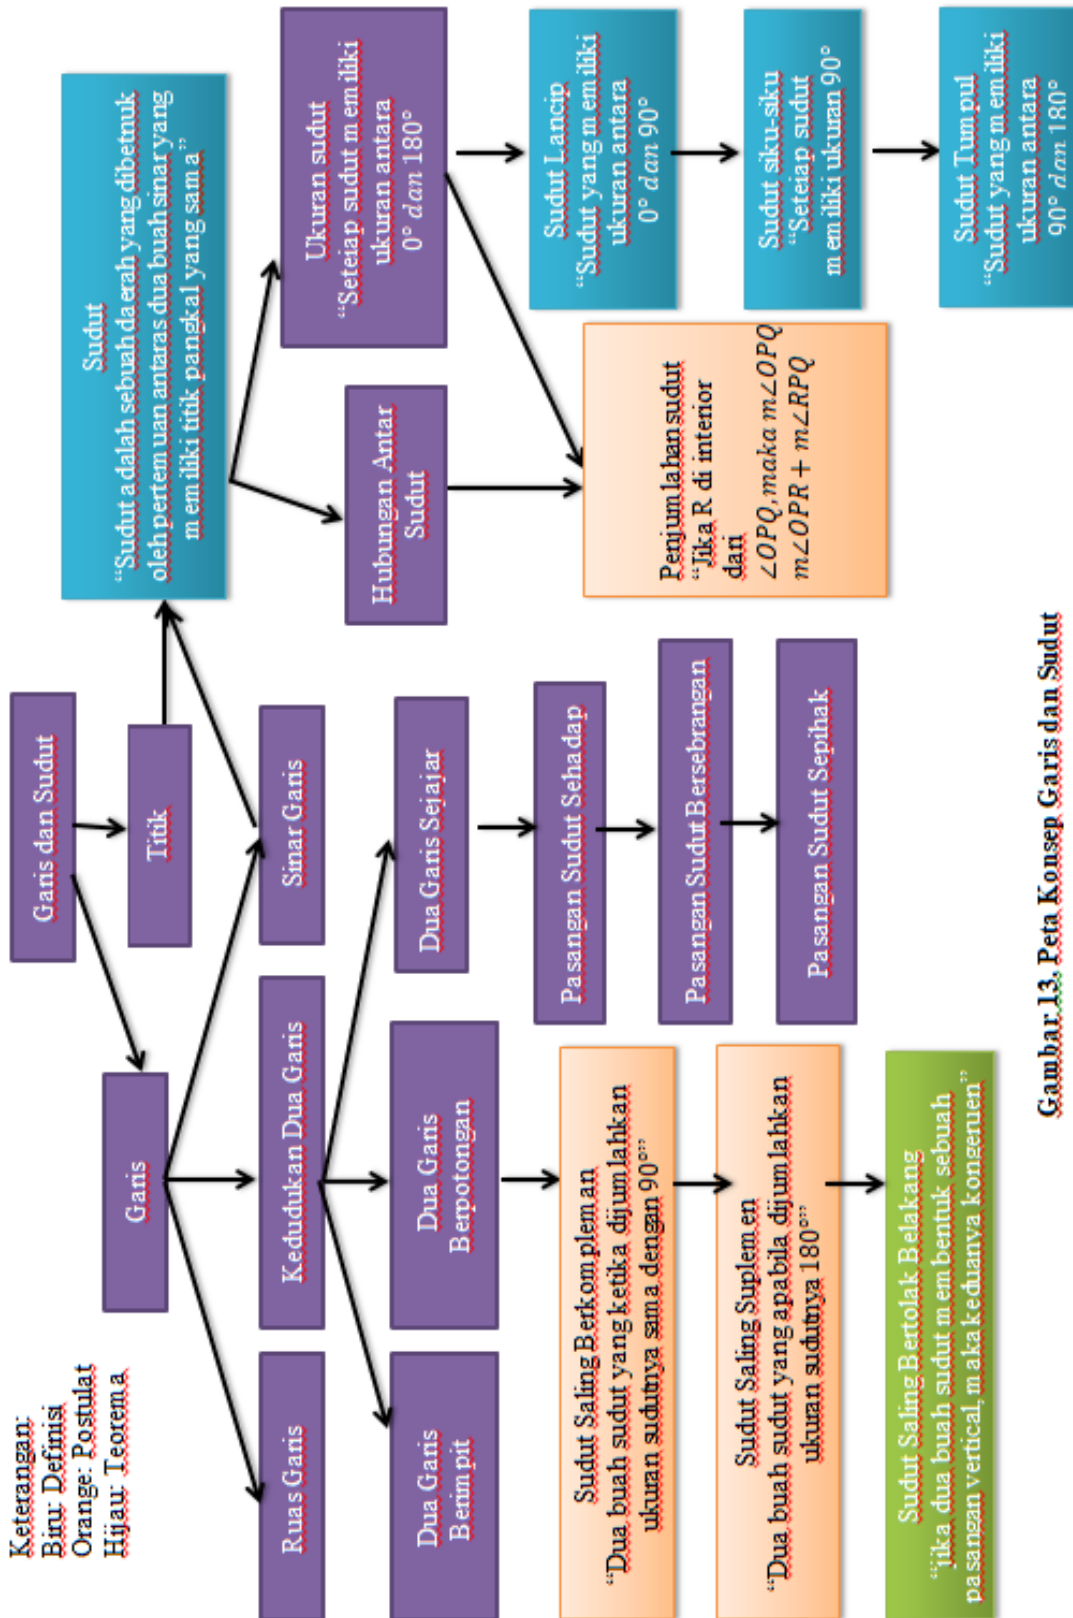 Keterangan:
Biru: Definisi
Orange: Postulat
Hijau: Teorema
Garis dan Sudut
Garis
Titik
Sudut
“Sudut adalah sebuah daerah yang dibetnuk
oleh pertemuan antaras dua buah sinar yang
memiliki titik pangkal yang sama”
Ruas Garis
Kedudukan Dua Garis
Sinar Garis
Hubungan Antar
Sudut
Ukuran sudut
“Seteiap sudut memiliki
ukuran antara
0° dan 180°
Dua Garis
Berimpit
Dua Garis
Berpotongan
Dua Garis Sejajar
Sudut Saling Berkompleman
“Dua buah sudut yang ketika dijumlahkan
ukuran sudutnya sama dengan 90°”
Pasangan Sudut Sehadap
Penjumlahan sudut
“Jika R di interior
dari
∠OPQ, maka m∠OPQ
m∠OPR + m∠RPQ
Sudut Lancip
“Sudut yang memiliki
ukuran antara
0° dan 90°
Sudut Saling Suplemen
“Dua buah sudut yang apabila dijumlahkan
ukuran sudutnya 180°”
Pasangan Sudut Bersebrangan
Sudut siku-siku
“Seteiap sudut
memiliki ukuran 90°
Sudut Saling Bertolak Belakang
“jika dua buah sudut membentuk sebuah
pasangan vertical, maka keduanya kongeruen”
Pasangan Sudut Sepihak
Sudut Tumpul
“Sudut yang memiliki
ukuran antara
90° dan 180°
Gambar 13. Peta Konsep Garis dan Sudut